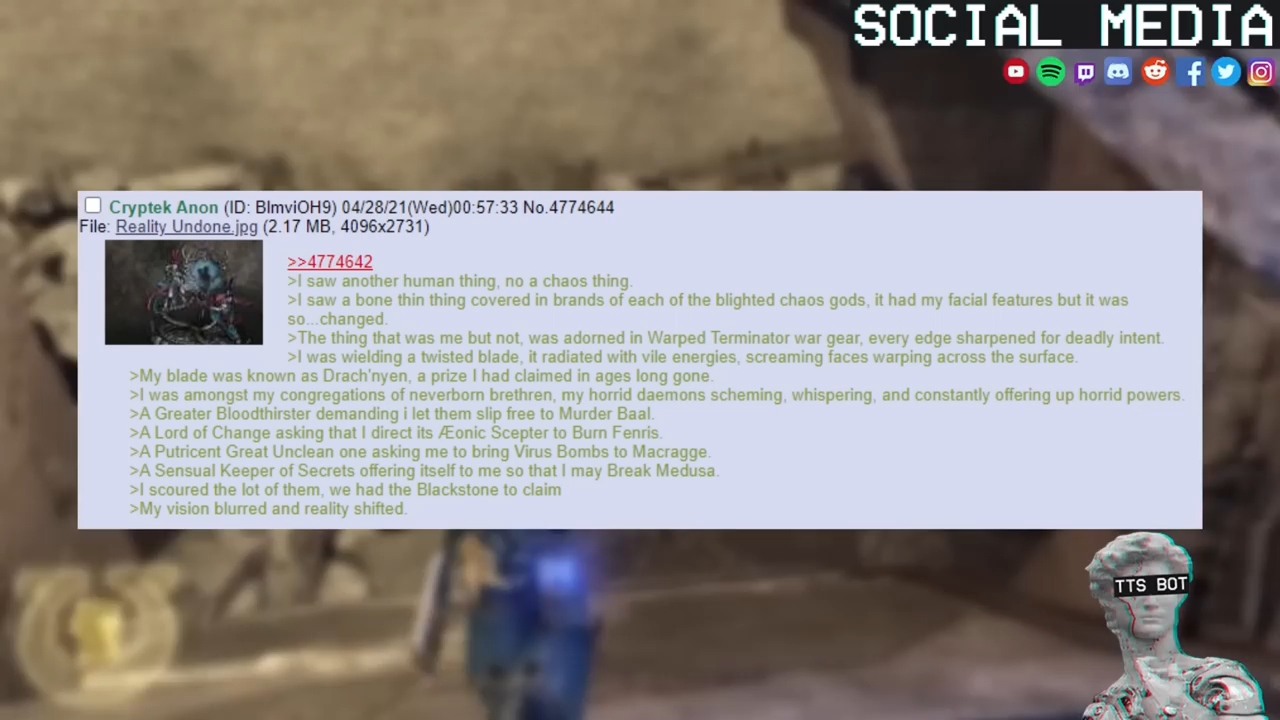 SOCIAL MEDIA
Cryptek Anon (ID: BlmviOH9) 04/28/21(Wed)00:57:33 No.4774644
File: Reality Undone.jpg (2.17 MB, 4096x2731)
>>4774642
>I saw another human thing, no a chaos thing.
>I saw a bone thin thing covered in brands of each of the blighted chaos gods, it had my facial features but it was
so...changed.
>The thing that was me but not, was adorned in Warped Terminator war gear, every edge sharpened for deadly intent.
>I was wielding a twisted blade, it radiated with vile energies, screaming faces warping across the surface.
>My blade was known as Drach'nyen, a prize I had claimed in ages long gone.
>I was amongst my congregations of neverborn brethren, my horrid daemons scheming, whispering, and constantly offering up horrid powers.
>A Greater Bloodthirster demanding i let them slip free to Murder Baal.
>A Lord of Change asking that I direct its Æonic Scepter to Burn Fenris.
>A Putricent Great Unclean one asking me to bring Virus Bombs to Macragge.
>A Sensual Keeper of Secrets offering itself to me so that I may Break Medusa.
>I scoured the lot of them, we had the Blackstone to claim
>My vision blurred and reality shifted.
TTS BOT